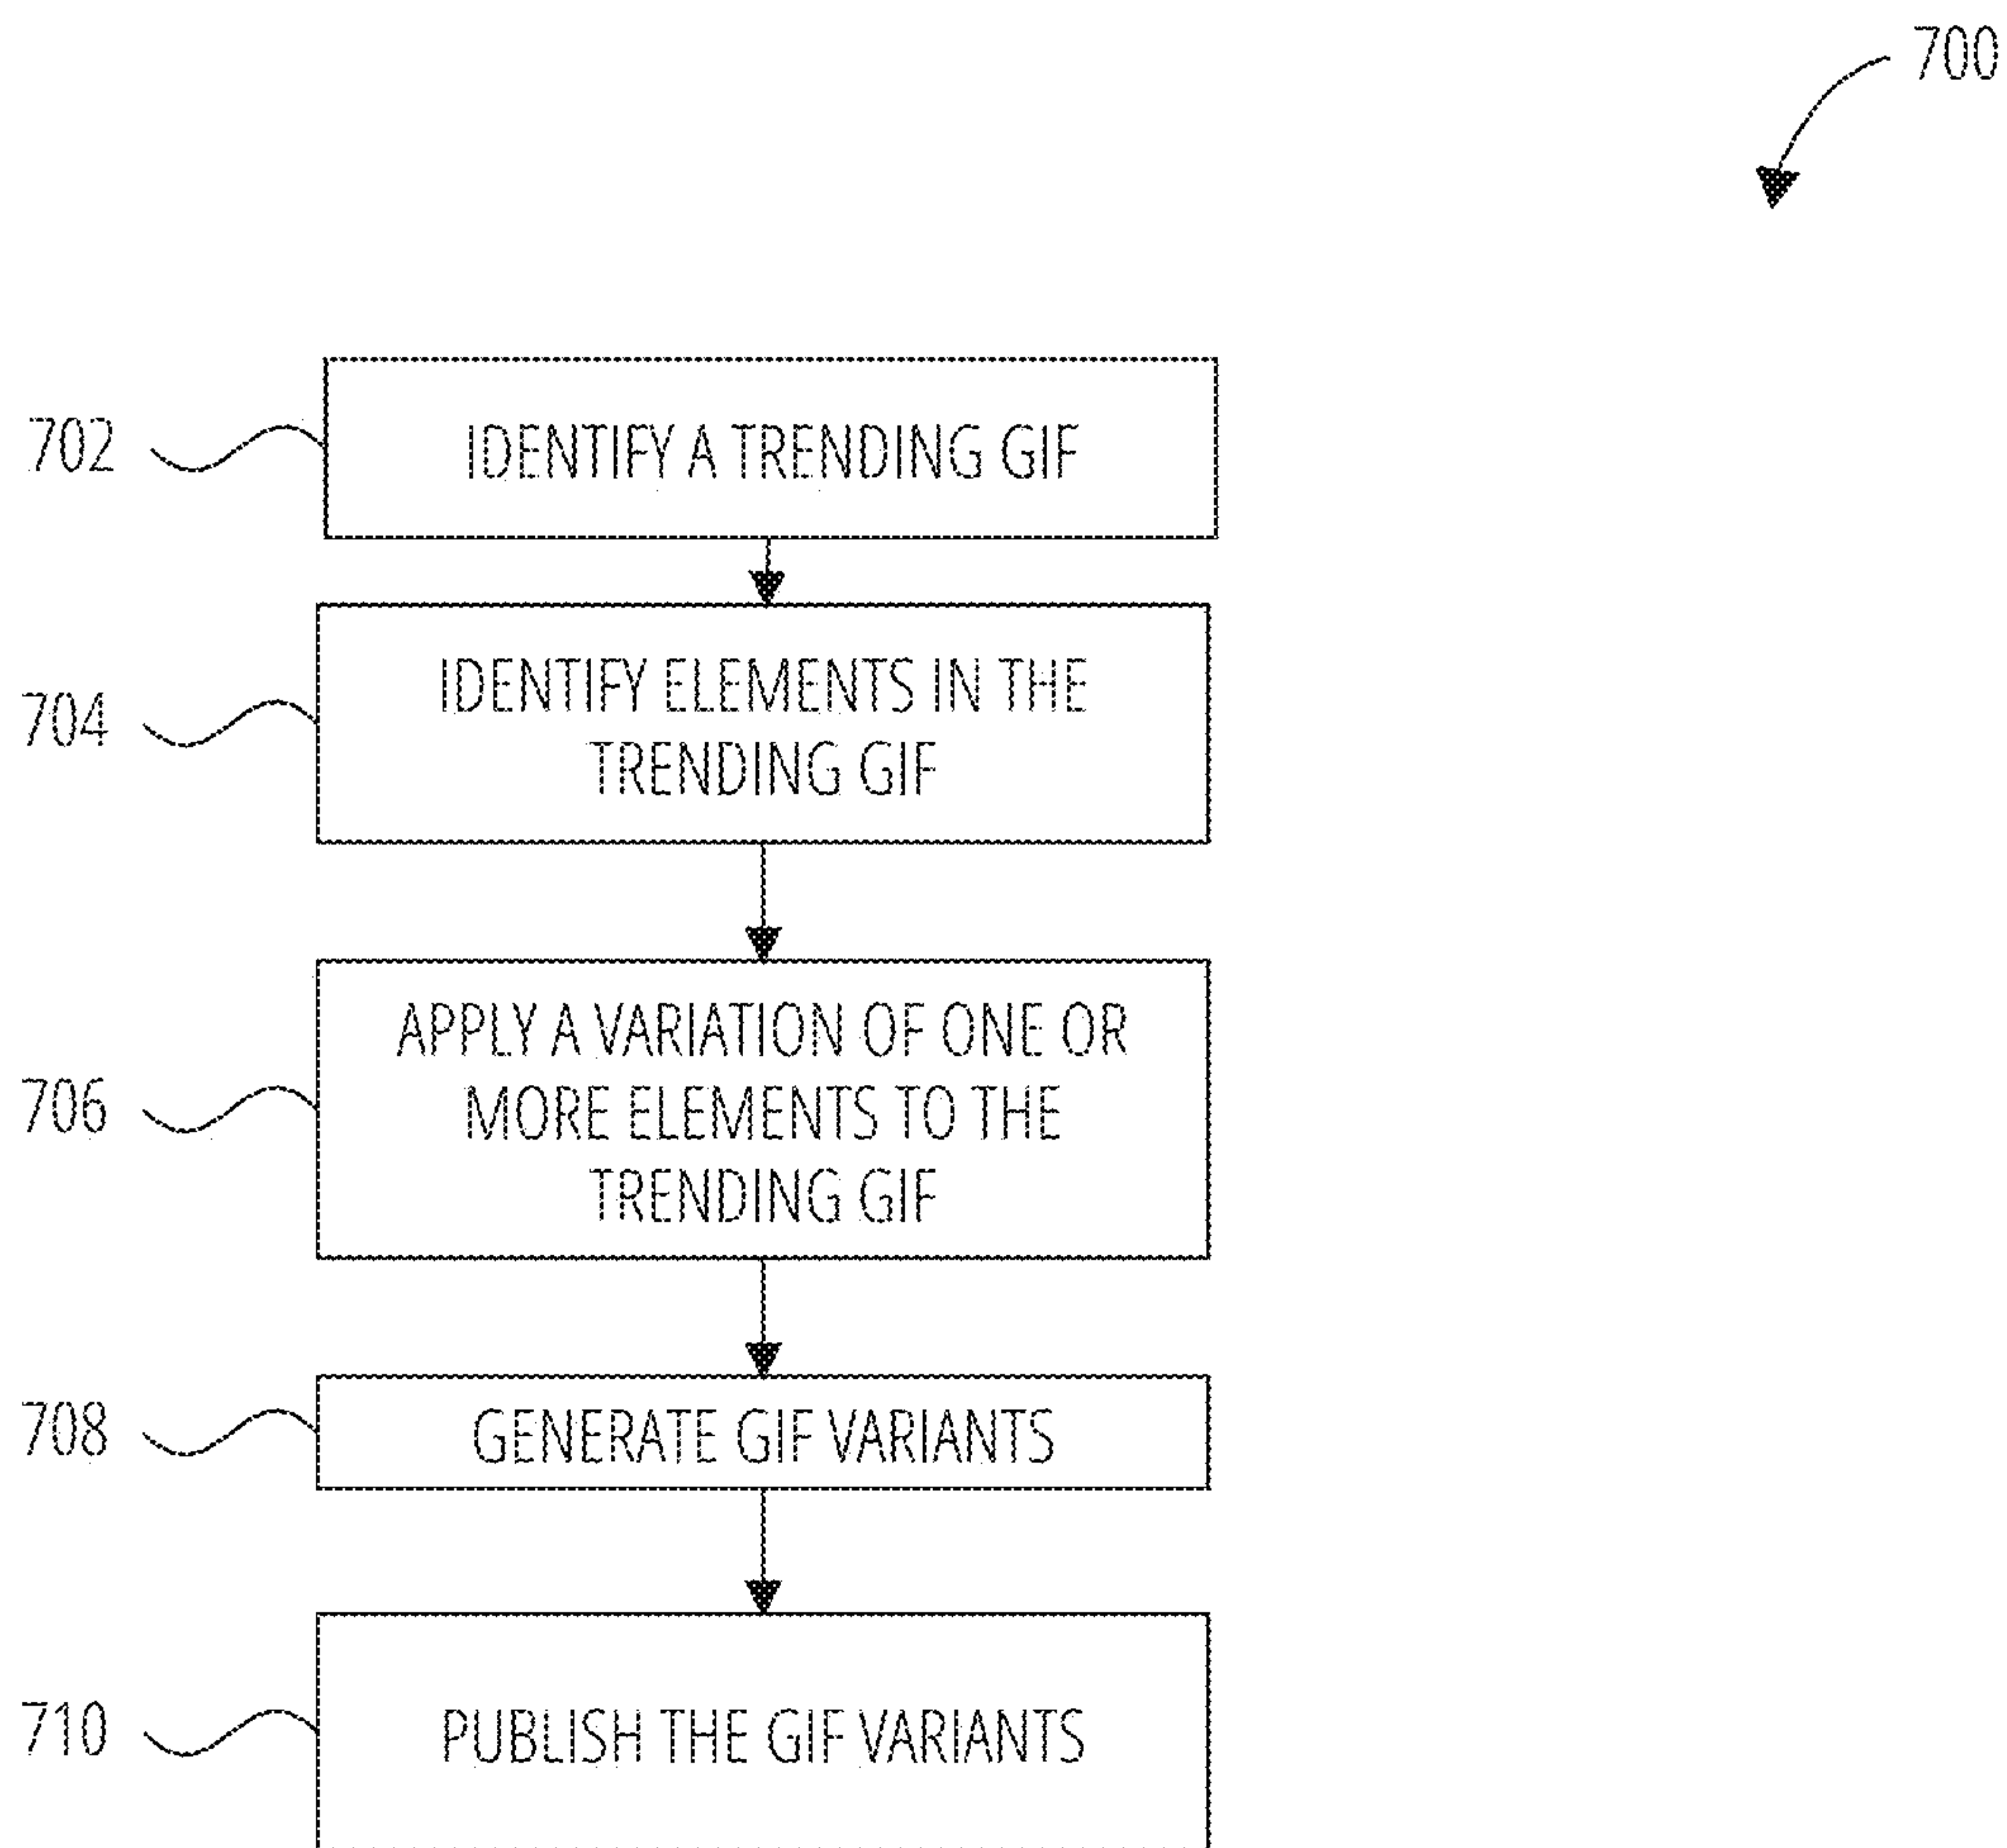 700
702
IDENTIFY A TRENDING GIF
704
IDENTIFY ELEMENTS IN THE
TRENDING GIF
706
APPLY A VARIATION OF ONE OR
MORE ELEMENTS TO THE
TRENDING GIF
708
GENERATE GIF VARIANTS
710
PUBLISH THE GIF VARIANTS